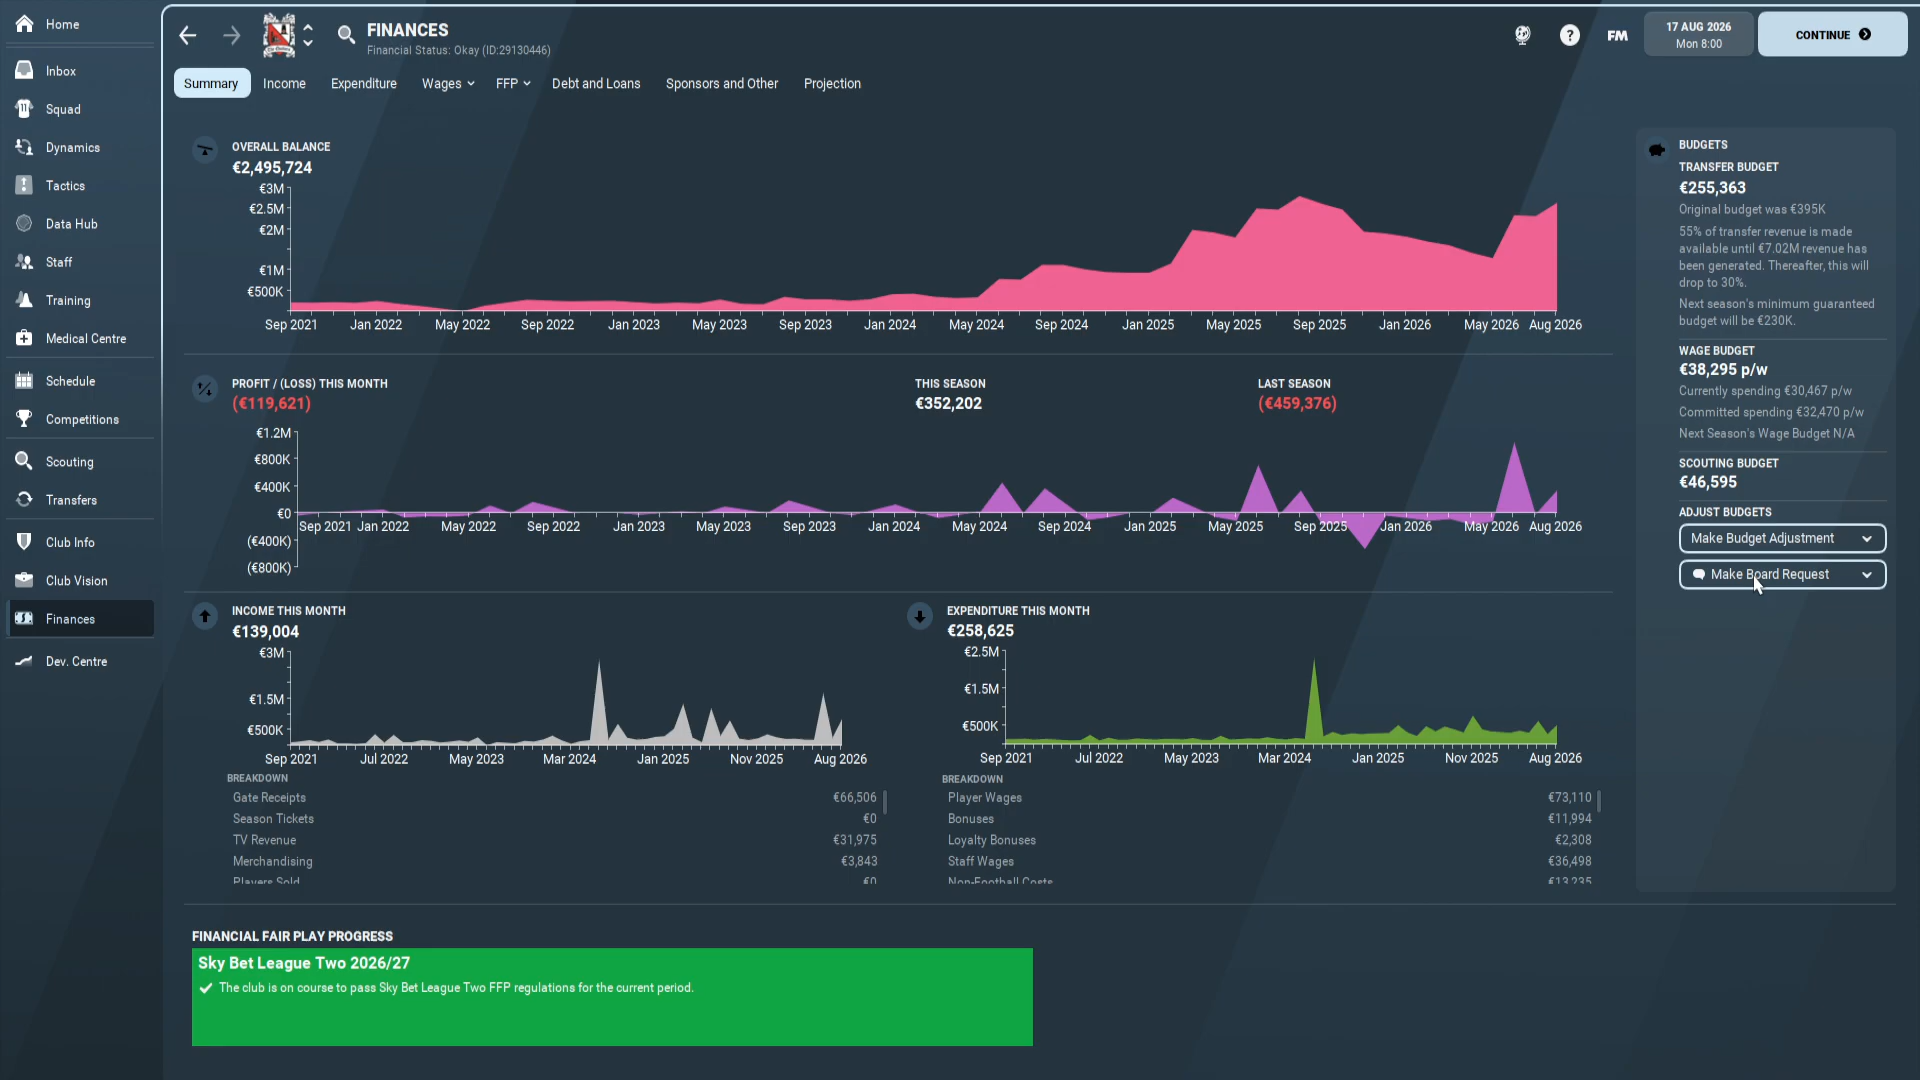 Home
Inbox
Squad
Dynamics
Tactics
Data Hub
Staff
Training
Medical Centre
Schedule
Competitions
Scouting
Transfers
Club Info
Club Vision
Finances
Dev. Centre
FINANCES
Financial Status: Okay (ID:29130446)
FM
17 AUG 2026
Mon 8:00
CONTINUE
Summary
Income
Expenditure
Wages
FFP
Debt and Loans
Sponsors and Other
Projection
OVERALL BALANCE
€2,495,724
€3M
€2.5M
€2M
€1M
€500K
Sep 2021 Jan 2022 May 2022 Sep 2022 Jan 2023 May 2023 Sep 2023 Jan 2024 May 2024 Sep 2024 Jan 2025 May 2025 Sep 2025 Jan 2026 May 2026 Aug 2026
PROFIT / (LOSS) THIS MONTH
(€119,621)
THIS SEASON
€352,202
LAST SEASON
(€459,376)
€1.2M
€800K
€400K
€0
(€400K)
(€800K)
Sep 2021 Jan 2022 May 2022 Sep 2022 Jan 2023 May 2023 Sep 2023 Jan 2024 May 2024 Sep 2024 Jan 2025 May 2025 Sep 2025 Jan 2026 May 2026 Aug 2026
INCOME THIS MONTH
€139,004
€3M
€1.5M
€500K
Sep 2021 Jul 2022 May 2023 Mar 2024 Jan 2025 Nov 2025 Aug 2026
BREAKDOWN
Gate Receipts €66,506
Season Tickets €0
TV Revenue €31,975
Merchandising €3,843
Players Sold €0
EXPENDITURE THIS MONTH
€258,625
€2.5M
€1.5M
€500K
Sep 2021 Jul 2022 May 2023 Mar 2024 Jan 2025 Nov 2025 Aug 2026
BREAKDOWN
Player Wages €73,110
Bonuses €11,994
Loyalty Bonuses €2,308
Staff Wages €36,498
Non-Football Costs €13,235
FINANCIAL FAIR PLAY PROGRESS
Sky Bet League Two 2026/27
The club is on course to pass Sky Bet League Two FFP regulations for the current period.
BUDGETS
TRANSFER BUDGET
€255,363
Original budget was €395K
55% of transfer revenue is made
available until €7.02M revenue has
been generated. Thereafter, this will
drop to 30%.
Next season's minimum guaranteed
budget will be €230K.
WAGE BUDGET
€38,295 p/w
Currently spending €30,467 p/w
Committed spending €32,470 p/w
Next Season's Wage Budget N/A
SCOUTING BUDGET
€46,595
ADJUST BUDGETS
Make Budget Adjustment
Make Board Request